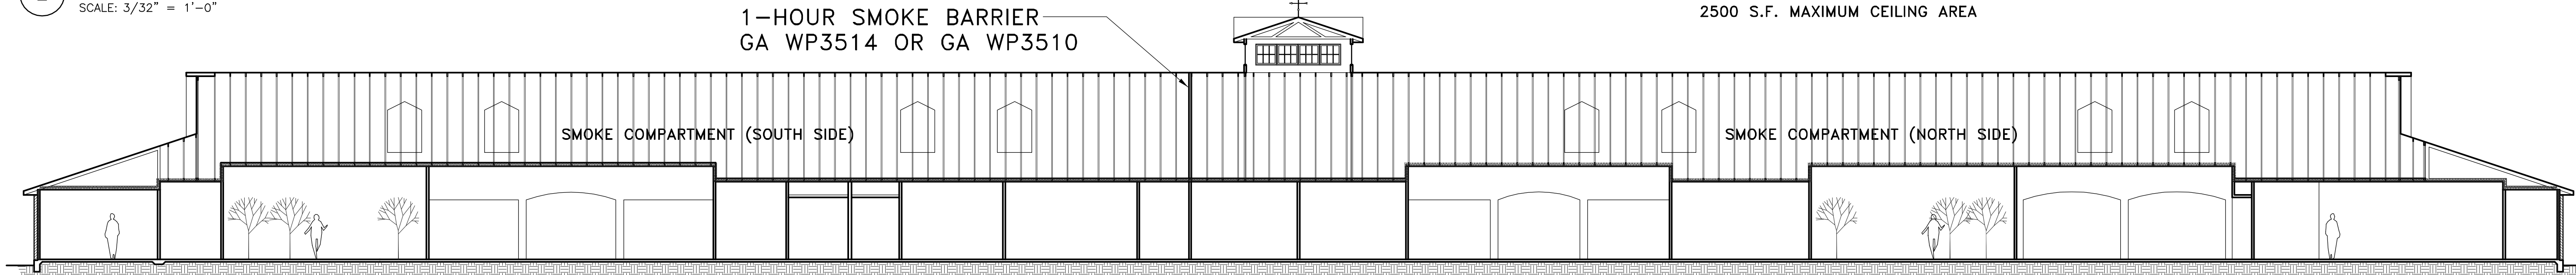 SCALE: 3/32" = 1'-0"
1-HOUR SMOKE BARRIER
GA WP3514 OR GA WP3510
2500 S.F. MAXIMUM CEILING AREA
SMOKE COMPARTMENT (SOUTH SIDE)
SMOKE COMPARTMENT (NORTH SIDE)